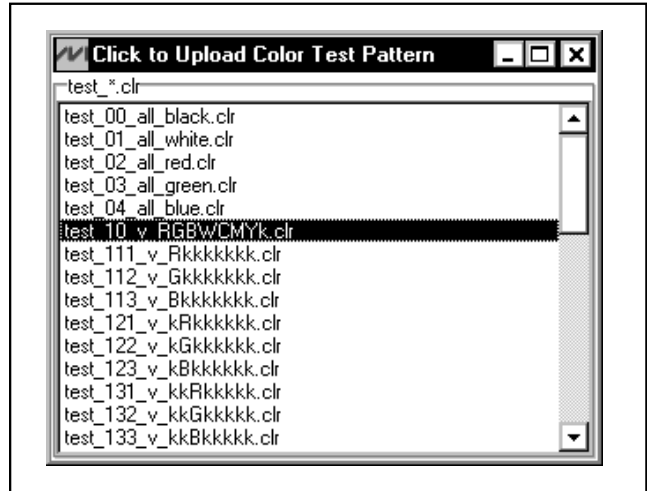 Click to Upload Color Test Pattern
test_*.clr
test_00_all_black.clr
test_01_all_white.clr
test_02_all_red.clr
test_03_all_green.clr
test_04_all_blue.clr
test_10_v_RGBWCMYk.clr
test_111_v_Rkkkkkkk.clr
test_112_v_Gkkkkkkk.clr
test_113_v_Bkkkkkkk.clr
test_121_v_kRkkkkkk.clr
test_122_v_kGkkkkkk.clr
test_123_v_kBkkkkkk.clr
test_131_v_kkRkkkkk.clr
test_132_v_kkGkkkkk.clr
test_133_v_kkBkkkkk.clr